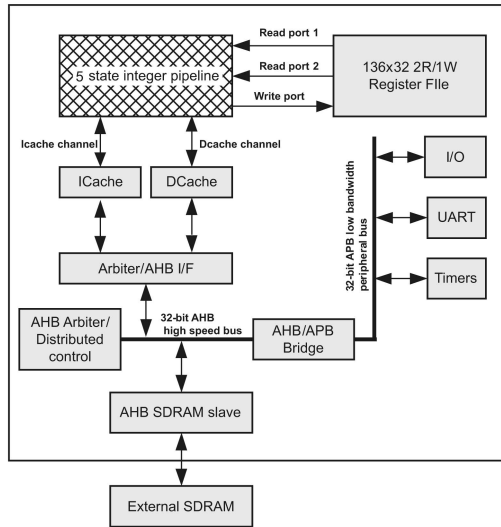 Read port 1
5 state integer pipeline
Read port 2
136x32 2R/1W
Register FIle
Write port
Icache channel
Dcache channel
ICache
DCache
I/O
UART
Timers
32-bit APB low bandwidth
peripheral bus
Arbiter/AHB I/F
32-bit AHB
high speed bus
AHB Arbiter/
Distributed
control
AHB/APB
Bridge
AHB SDRAM slave
External SDRAM